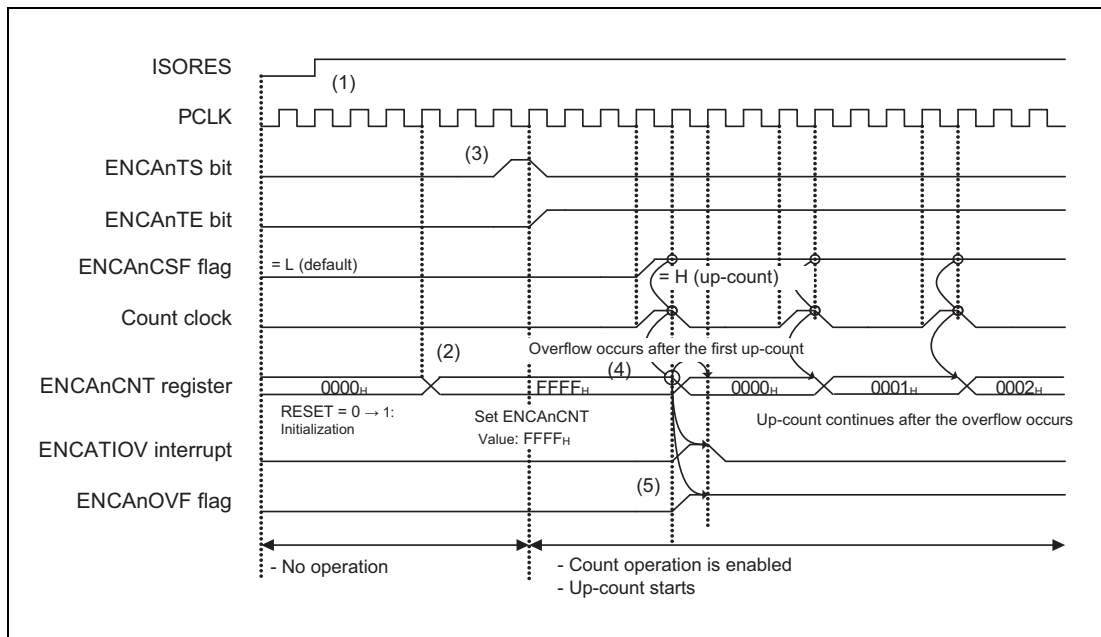 ISORES
(1)
PCLK
ENCAnTS bit
(3)
ENCAnTE bit
ENCAnCSF flag
= L (default)
= H (up-count)
Count clock
(2)
Overflow occurs after the first up-count
(4)
ENCAnCNT register
0000H
FFFFH
0000H
0001H
0002H
RESET = 0 → 1:
Initialization
Set ENCAnCNT
Value: FFFFH
Up-count continues after the overflow occurs
ENCATIOV interrupt
(5)
ENCAnOVF flag
- No operation
- Count operation is enabled
- Up-count starts